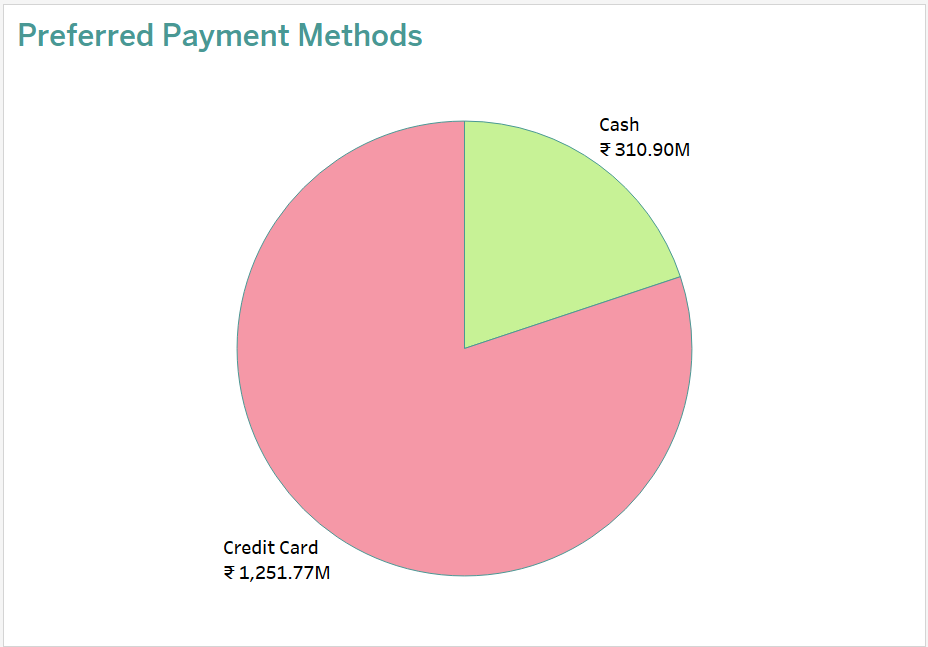 Preferred Payment Methods
Cash
₹ 310.90M
Credit Card
₹ 1,251.77M